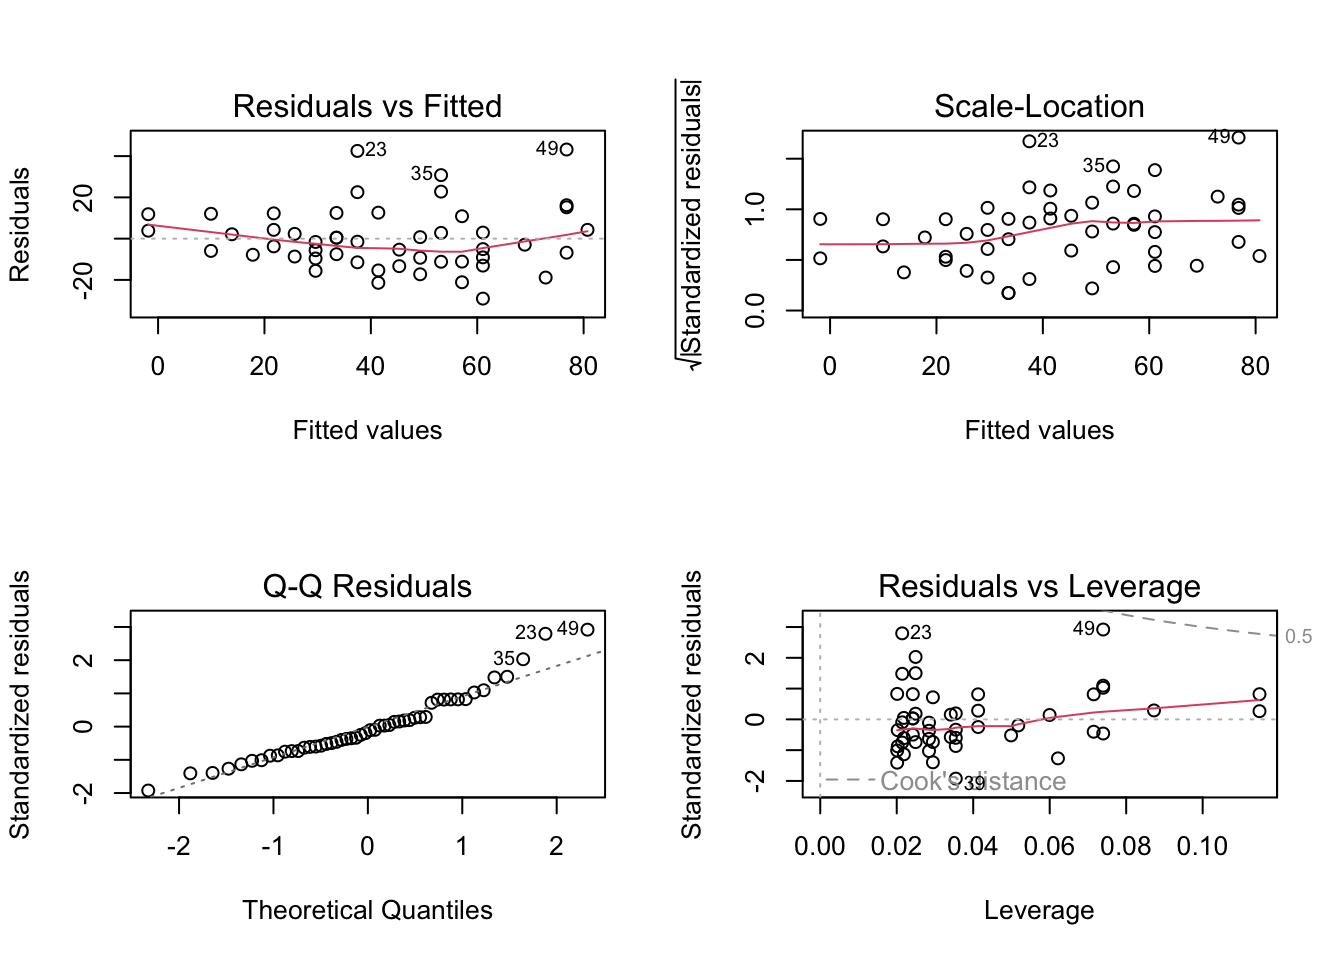 Residuals vs Fitted
Residuals
20
-20
23
35
49
0 20 40 60 80
Fitted values
Scale-Location
√|Standardized residuals|
1.0
0.0
23
35
49
0 20 40 60 80
Fitted values
Q-Q Residuals
Standardized residuals
2
0
-2
23
49
35
-2 -1 0 1 2
Theoretical Quantiles
Residuals vs Leverage
Standardized residuals
2
0
-2
23
49
0.5
Cook's distance
39
0.00 0.02 0.04 0.06 0.08 0.10
Leverage